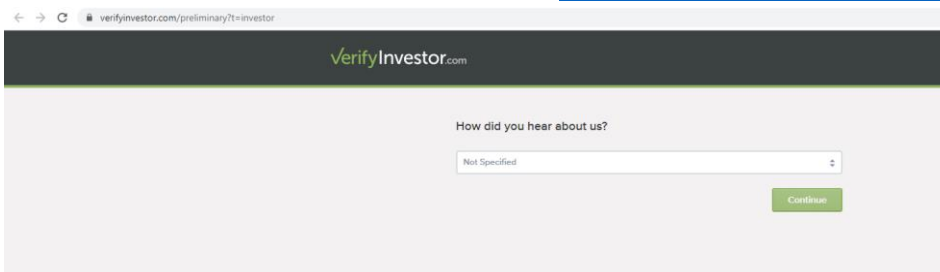 verifyinvestor.com/preliminary?t=investor
VerifyInvestor.com
How did you hear about us?
Not Specified
Continue